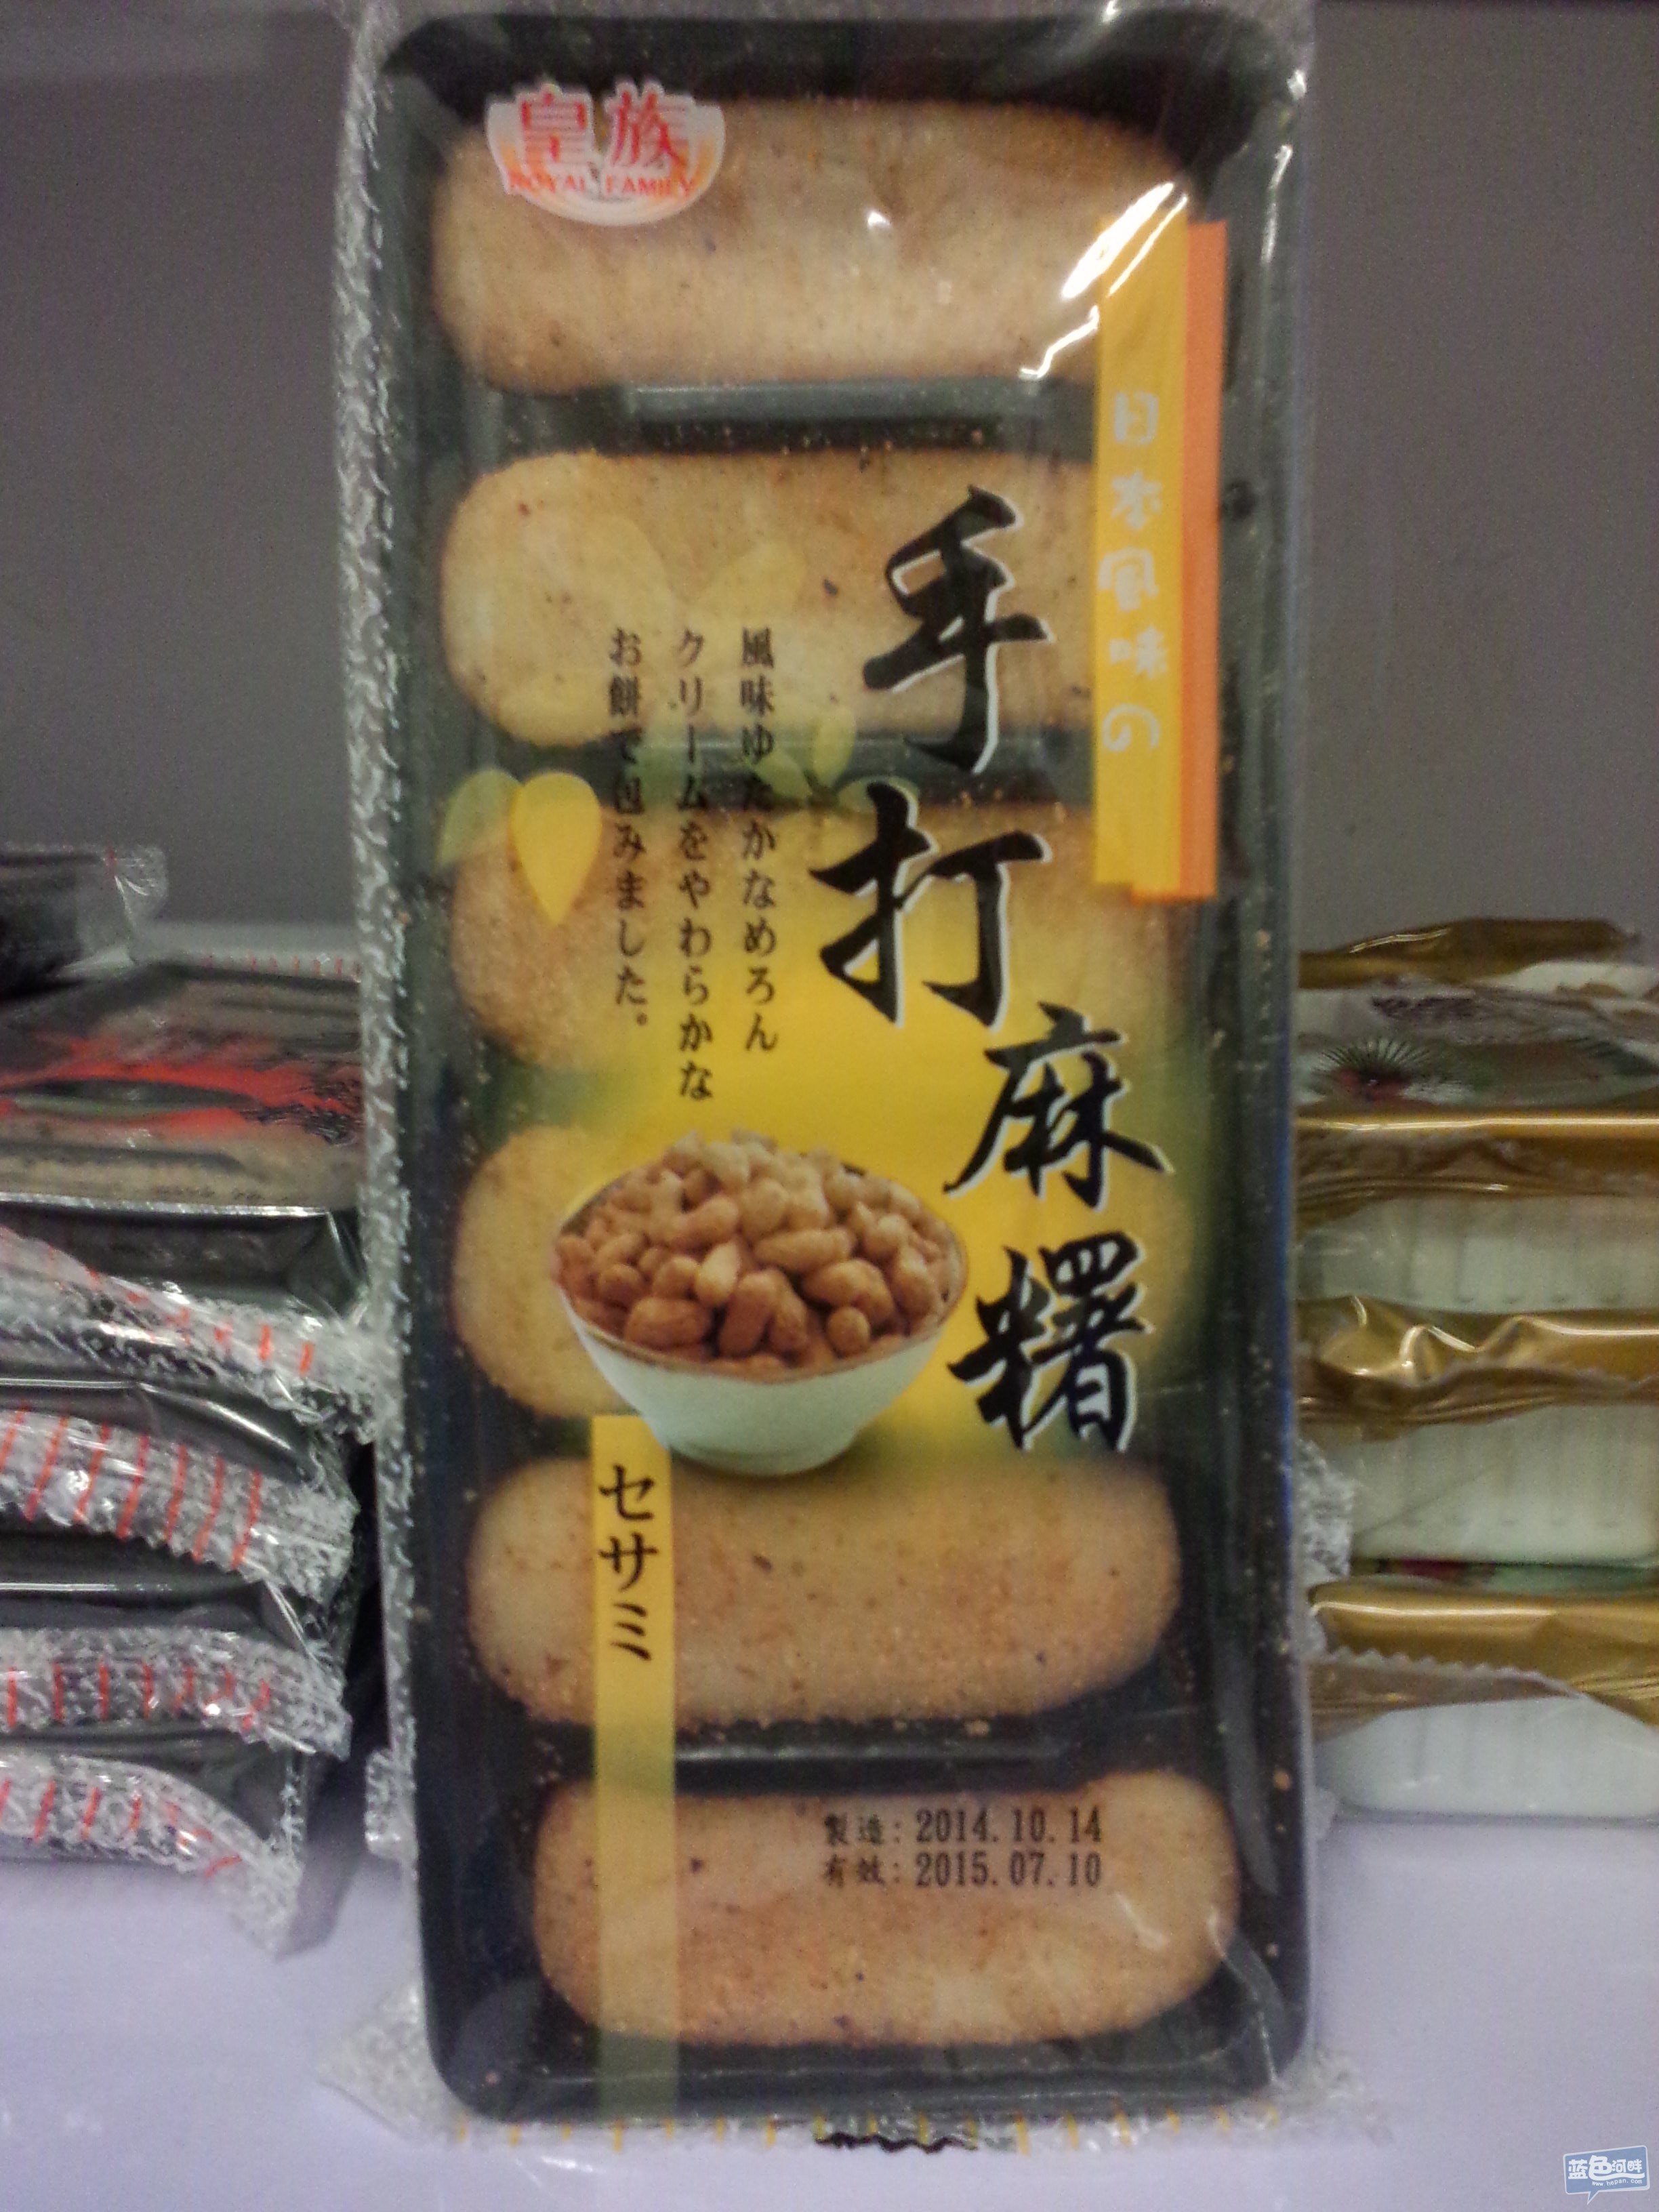 皇族
ROYAL FAMILY
日本風味の
手打麻糬
風味ゆたかなめろん
クリームをやわらかな
お餅で包みました。
セサミ
製造:2014.10.14
有效:2015.07.10
蓝色河畔